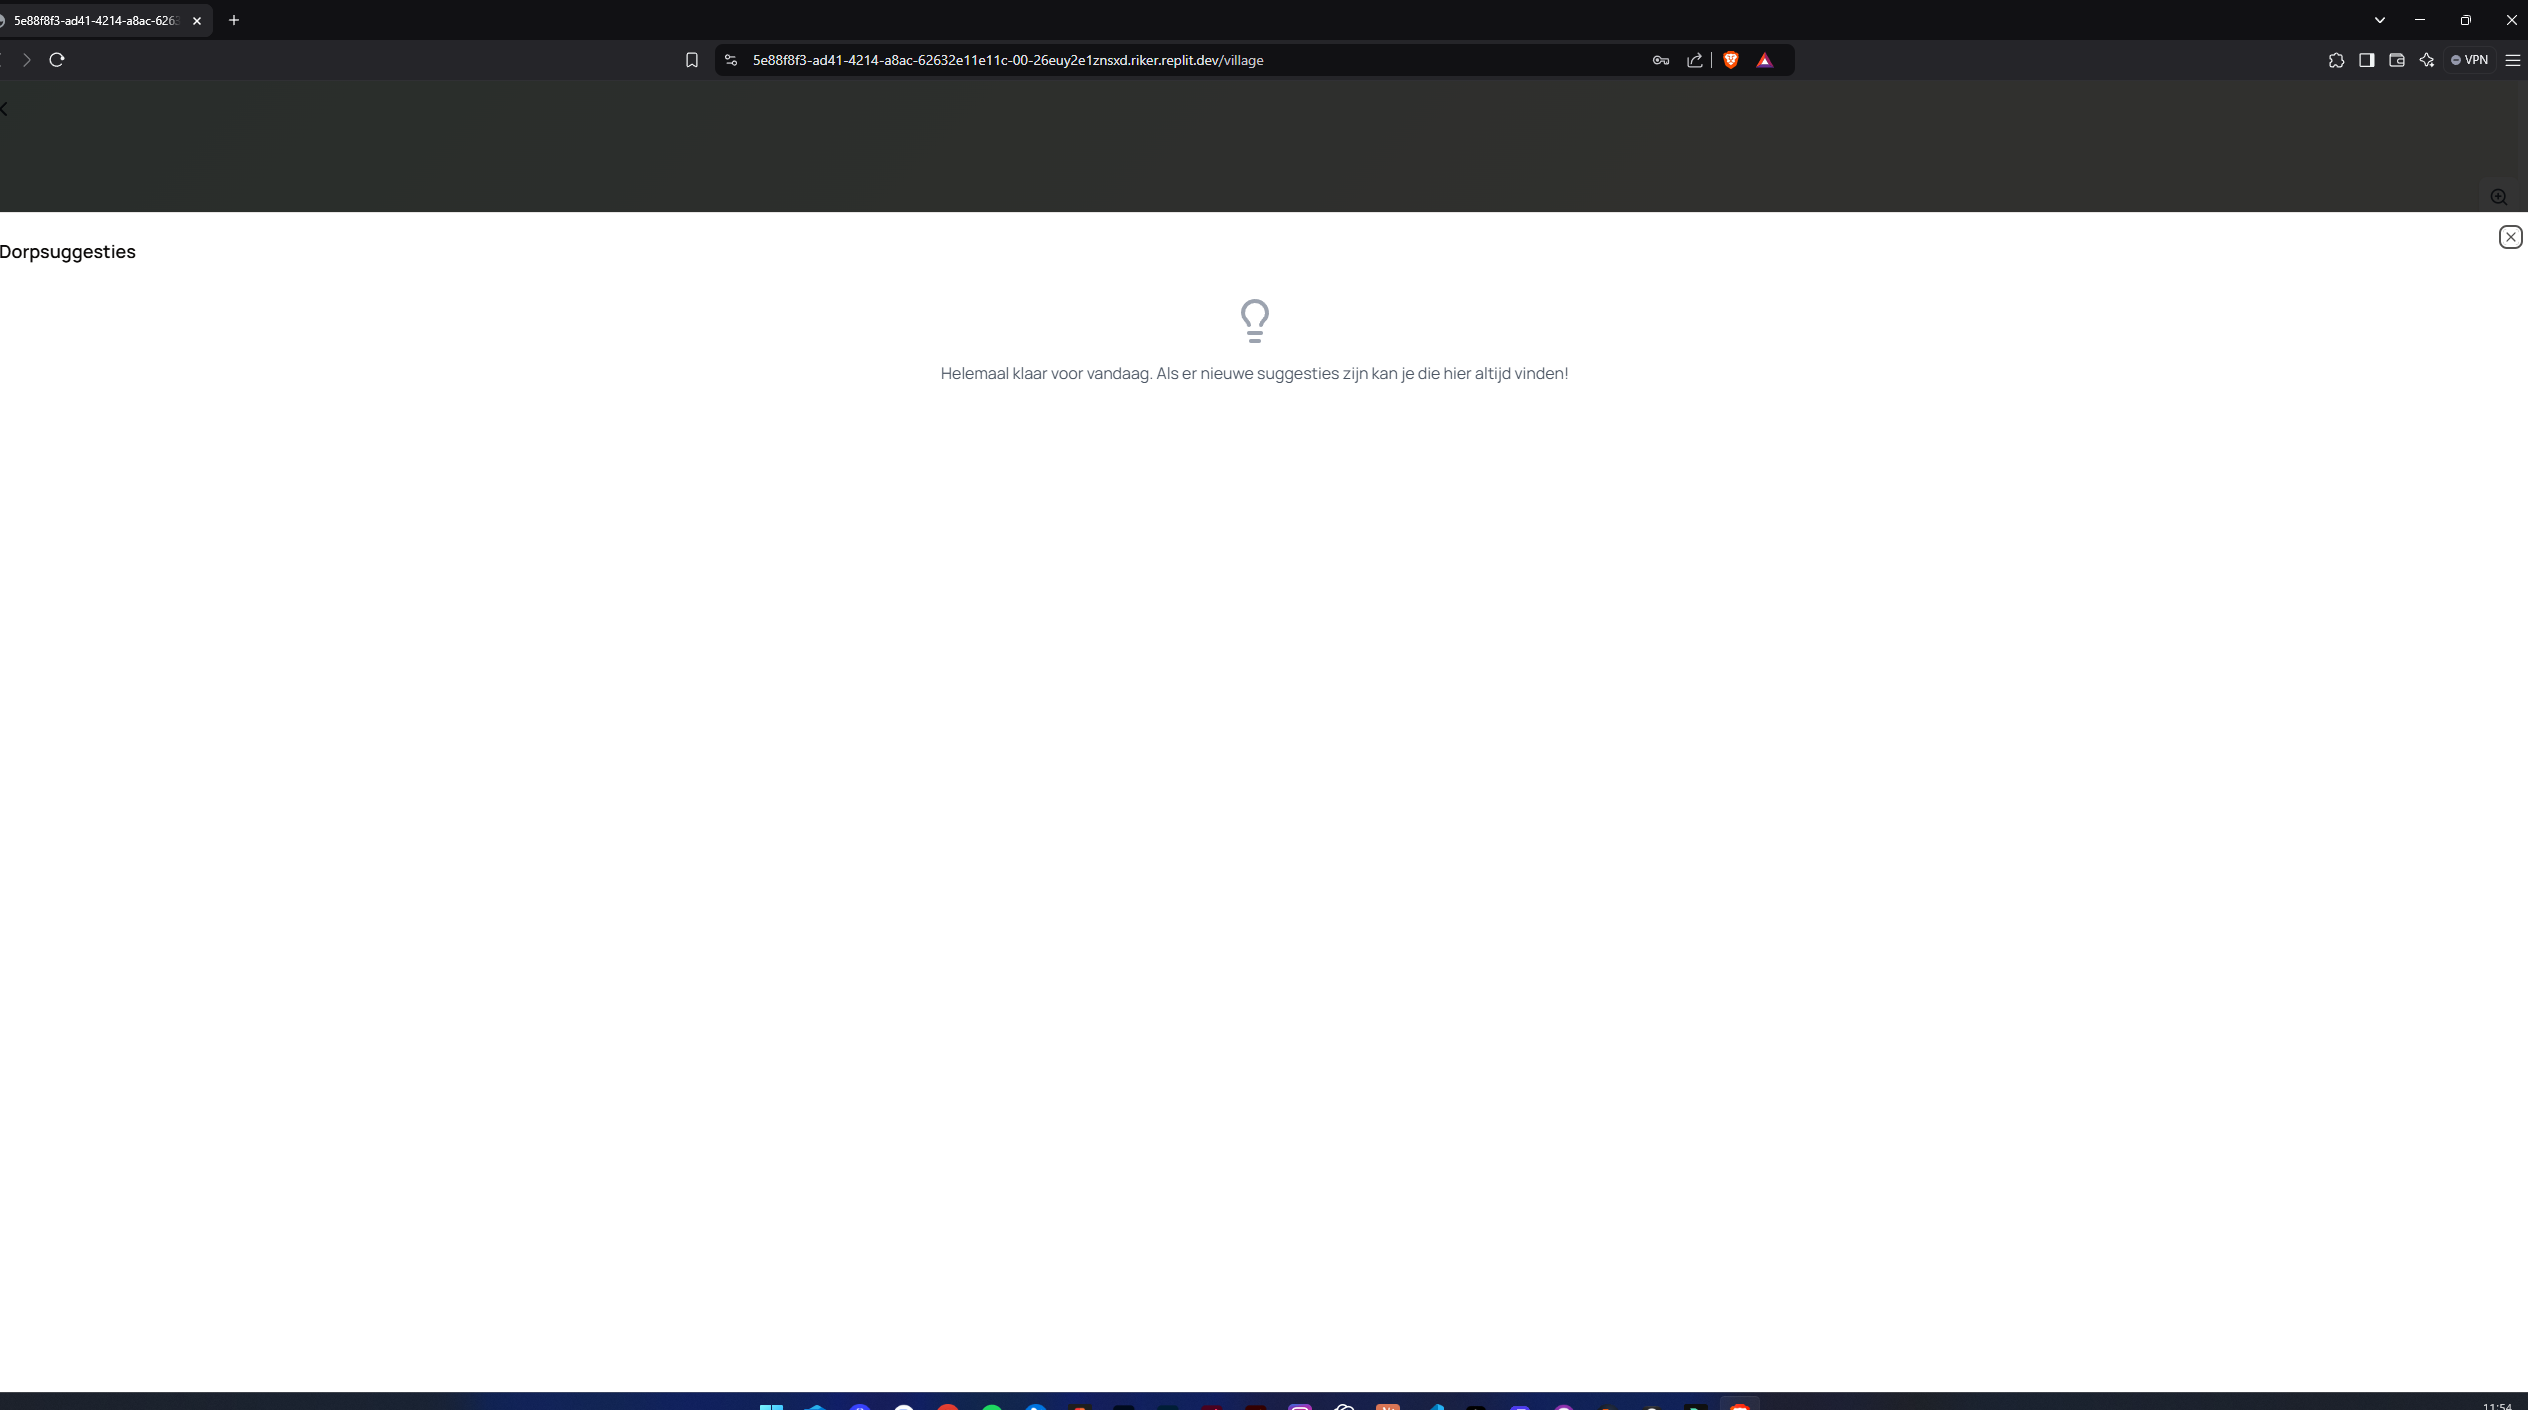 5e88f8f3-ad41-4214-a8ac-6263
5e88f8f3-ad41-4214-a8ac-62632e11e11c-00-26euy2e1znsxd.riker.replit.dev/village
VPN
Dorpsuggesties
Helemaal klaar voor vandaag. Als er nieuwe suggesties zijn kan je die hier altijd vinden!
11:54